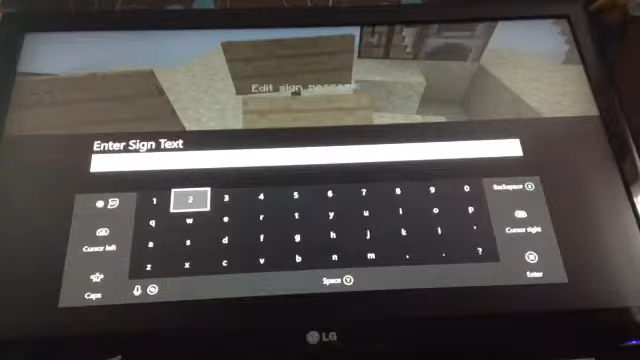 Edit sign message
Enter Sign Text
1 2 3 4 5 6 7 8 9 0 Backspace X
q w e r t y u i o p
Cursor left a s d f g h j k l ' Cursor right
z x c v b n m , . ? Enter
Caps Space Y
LG